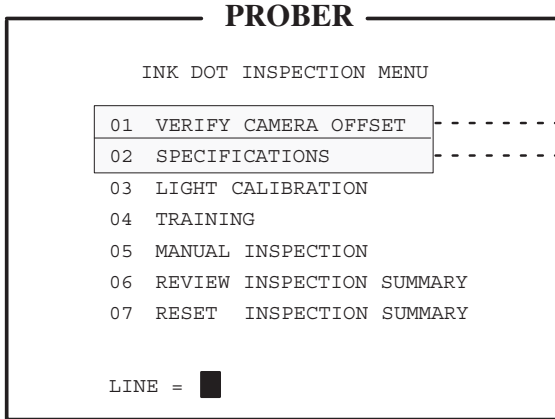 PROBER
INK DOT INSPECTION MENU
01 VERIFY CAMERA OFFSET
02 SPECIFICATIONS
03 LIGHT CALIBRATION
04 TRAINING
05 MANUAL INSPECTION
06 REVIEW INSPECTION SUMMARY
07 RESET INSPECTION SUMMARY
LINE =